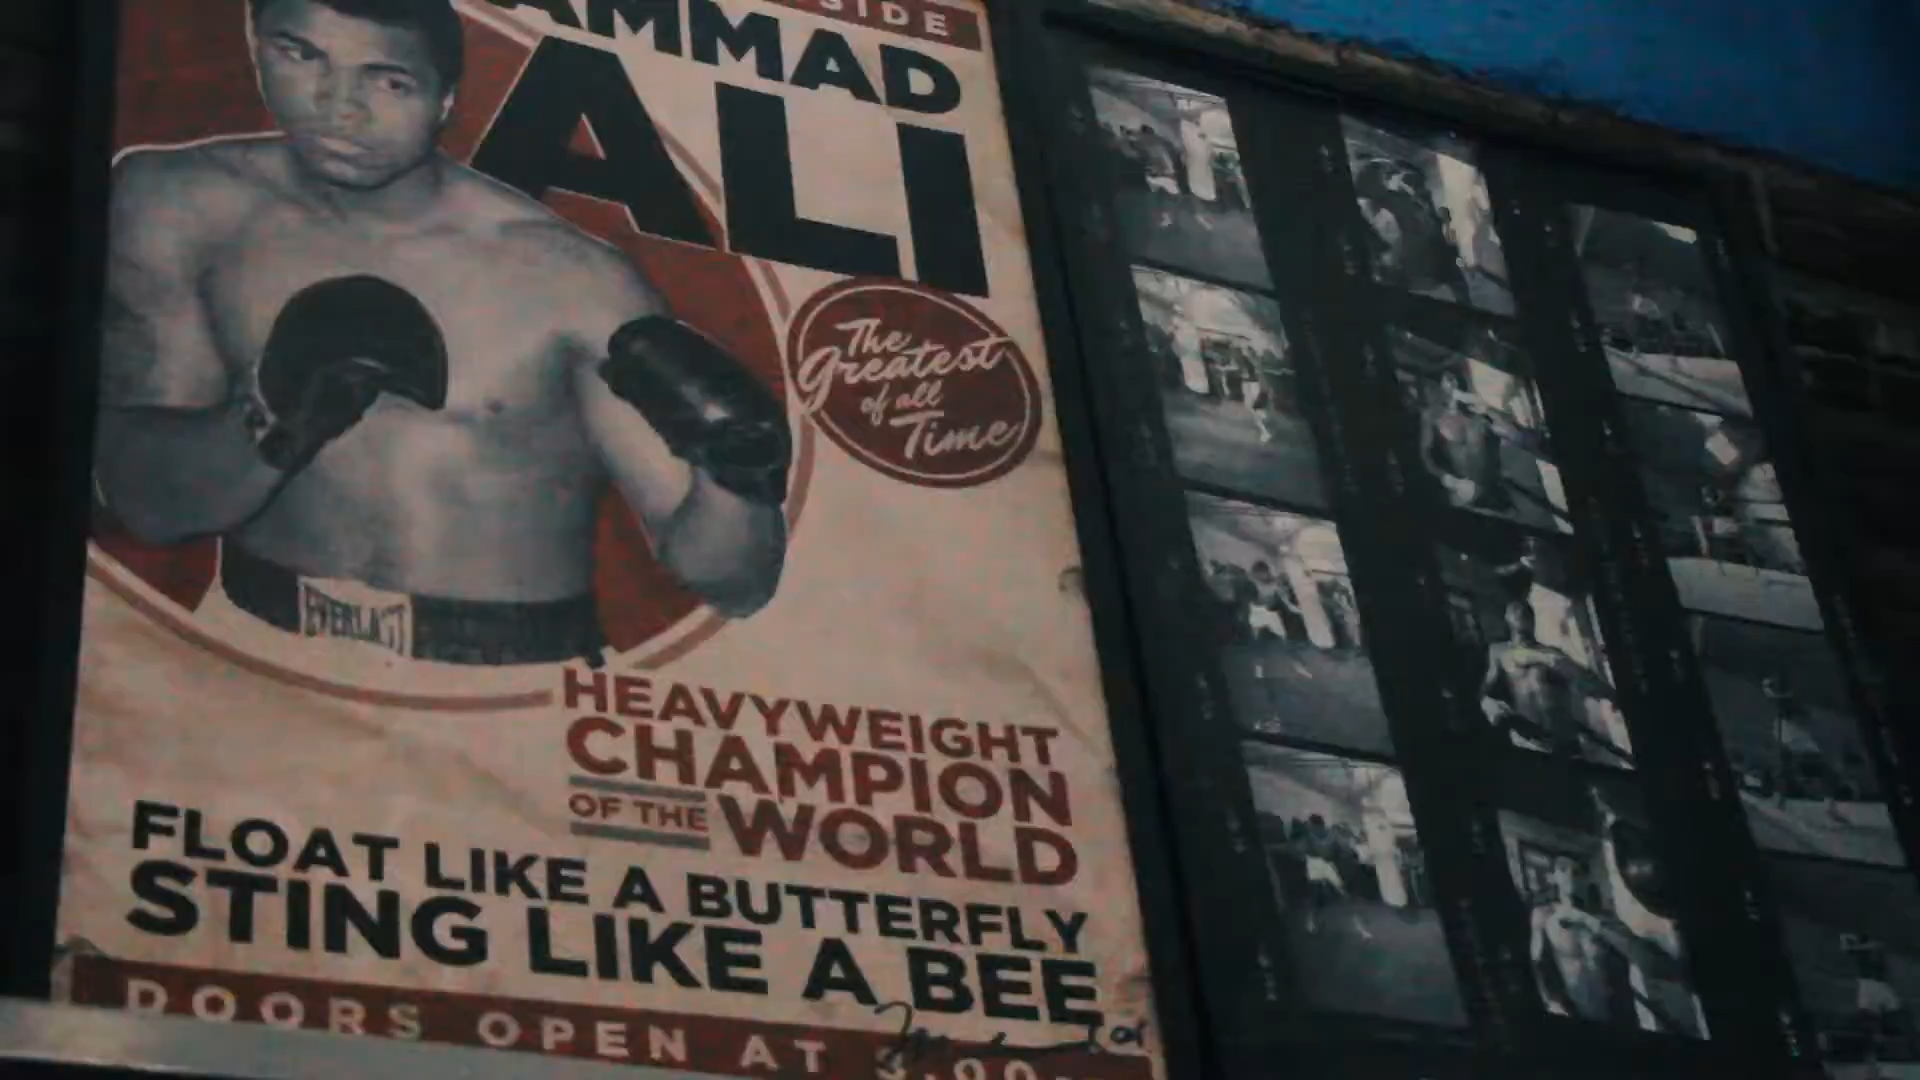 SIDE
AMMAD
ALI
The
Greatest
of all
Time
EVERLAST
HEAVYWEIGHT
CHAMPION
OF THE WORLD
FLOAT LIKE A BUTTERFLY
STING LIKE A BEE
DOORS OPEN AT